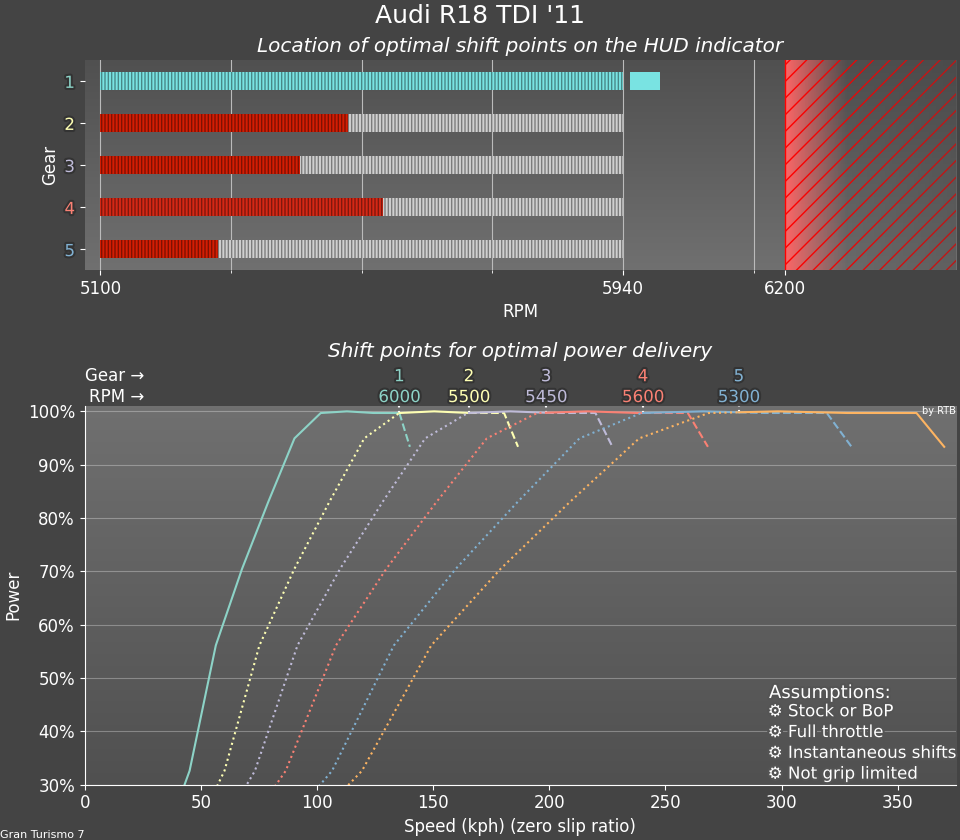 Audi R18 TDI '11
Location of optimal shift points on the HUD indicator
Gear
1
2
3
4
5
5100 5940 6200
RPM
Shift points for optimal power delivery
Gear → 1 2 3 4 5
RPM → 6000 5500 5450 5600 5300
by RTB
Power
100%
90%
80%
70%
60%
50%
40%
30%
Assumptions:
⚙ Stock or BoP
⚙ Full throttle
⚙ Instantaneous shifts
⚙ Not grip limited
0 50 100 150 200 250 300 350
Speed (kph) (zero slip ratio)
Gran Turismo 7